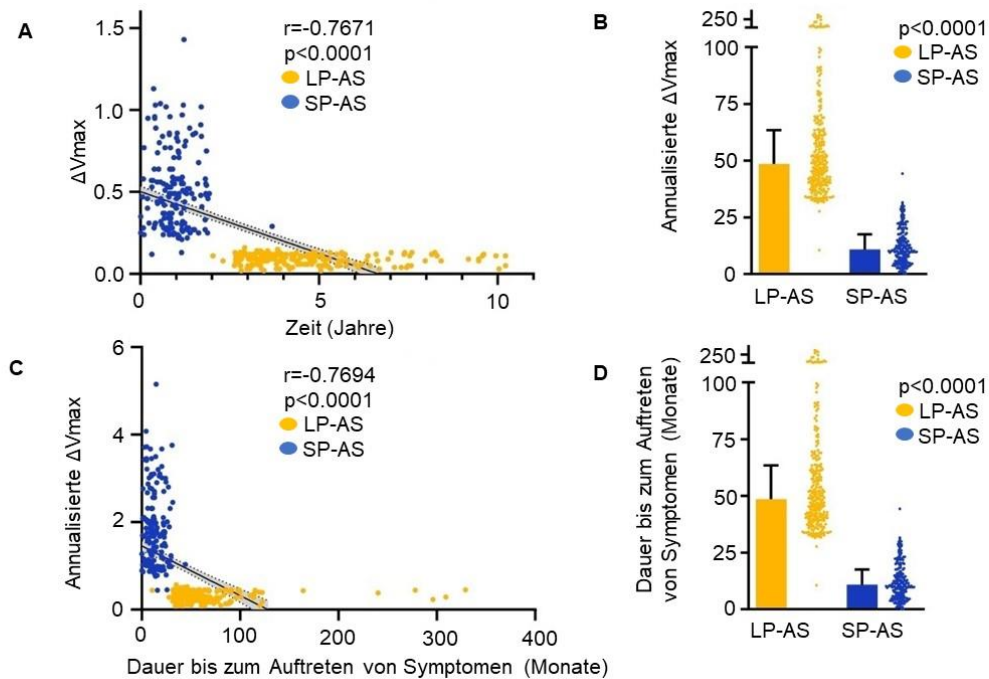 A
1.5
1.0
0.5
0.0
ΔVmax
r=-0.7671
p<0.0001
LP-AS
SP-AS
0
5
10
Zeit (Jahre)
B
250
100
75
50
25
0
Annualisierte ΔVmax
p<0.0001
LP-AS
SP-AS
LP-AS
SP-AS
C
6
4
2
0
Annualisierte ΔVmax
r=-0.7694
p<0.0001
LP-AS
SP-AS
0
100
200
300
400
Dauer bis zum Auftreten von Symptomen (Monate)
D
250
100
75
50
25
0
Dauer bis zum Auftreten
von Symptomen (Monate)
p<0.0001
LP-AS
SP-AS
LP-AS
SP-AS